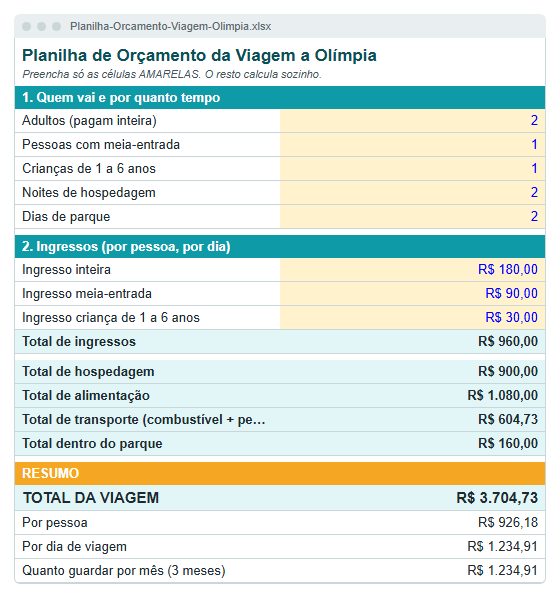 Planilha-Orcamento-Viagem-Olimpia.xlsx
Planilha de Orçamento da Viagem a Olímpia
Preencha só as células AMARELAS. O resto calcula sozinho.
1. Quem vai e por quanto tempo
Adultos (pagam inteira) 2
Pessoas com meia-entrada 1
Crianças de 1 a 6 anos 1
Noites de hospedagem 2
Dias de parque 2
2. Ingressos (por pessoa, por dia)
Ingresso inteira R$ 180,00
Ingresso meia-entrada R$ 90,00
Ingresso criança de 1 a 6 anos R$ 30,00
Total de ingressos R$ 960,00
Total de hospedagem R$ 900,00
Total de alimentação R$ 1.080,00
Total de transporte (combustível + pe… R$ 604,73
Total dentro do parque R$ 160,00
RESUMO
TOTAL DA VIAGEM R$ 3.704,73
Por pessoa R$ 926,18
Por dia de viagem R$ 1.234,91
Quanto guardar por mês (3 meses) R$ 1.234,91